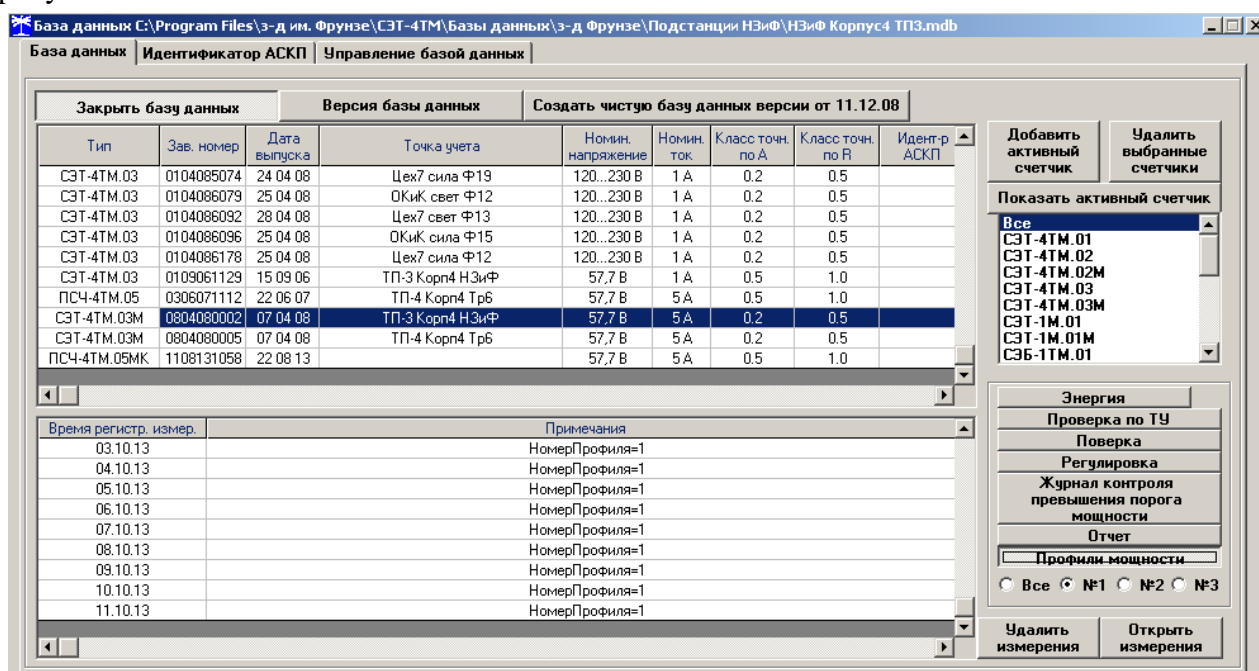 База данных C:\Program Files\з-д им. Фрунзе\СЭТ-4ТМ\Базы данных\з-д Фрунзе\Подстанции НЗиФ\НЗиФ Корпус4 ТП3.mdb
База данных Идентификатор АСКП Управление базой данных
Закрыть базу данных Версия базы данных Создать чистую базу данных версии от 11.12.08
Тип Зав. номер Дата выпуска Точка учета Номин. напряжение Номин. ток Класс точн. по A Класс точн. по R Идент-р АСКП
СЭТ-4ТМ.03 0104085074 24 04 08 Цех7 сила Ф19 120...230 В 1 А 0.2 0.5
СЭТ-4ТМ.03 0104086079 25 04 08 ОКиК свет Ф12 120...230 В 1 А 0.2 0.5
СЭТ-4ТМ.03 0104086092 28 04 08 Цех7 свет Ф13 120...230 В 1 А 0.2 0.5
СЭТ-4ТМ.03 0104086096 25 04 08 ОКиК сила Ф15 120...230 В 1 А 0.2 0.5
СЭТ-4ТМ.03 0104086178 25 04 08 Цех7 сила Ф12 120...230 В 1 А 0.2 0.5
СЭТ-4ТМ.03 0109061129 15 09 06 ТП-3 Корп4 НЗиФ 57,7 В 1 А 0.5 1.0
ПСЧ-4ТМ.05 0306071112 22 06 07 ТП-4 Корп4 Тр6 57,7 В 5 А 0.5 1.0
СЭТ-4ТМ.03М 0804080002 07 04 08 ТП-3 Корп4 НЗиФ 57,7 В 5 А 0.2 0.5
СЭТ-4ТМ.03М 0804080005 07 04 08 ТП-4 Корп4 Тр6 57,7 В 5 А 0.2 0.5
ПСЧ-4ТМ.05МК 1108131058 22 08 13 57,7 В 5 А 0.5 1.0
Время регистр. измер. Примечания
03.10.13 НомерПрофиля=1
04.10.13 НомерПрофиля=1
05.10.13 НомерПрофиля=1
06.10.13 НомерПрофиля=1
07.10.13 НомерПрофиля=1
08.10.13 НомерПрофиля=1
09.10.13 НомерПрофиля=1
10.10.13 НомерПрофиля=1
11.10.13 НомерПрофиля=1
Добавить активный счетчик
Удалить выбранные счетчики
Показать активный счетчик
Все
СЭТ-4ТМ.01
СЭТ-4ТМ.02
СЭТ-4ТМ.02М
СЭТ-4ТМ.03
СЭТ-4ТМ.03М
СЭТ-1М.01
СЭТ-1М.01М
СЭБ-1ТМ.01
Энергия
Проверка по ТУ
Поверка
Регулировка
Журнал контроля
превышения порога
мощности
Отчет
Профили мощности
Все №1 №2 №3
Удалить измерения
Открыть измерения